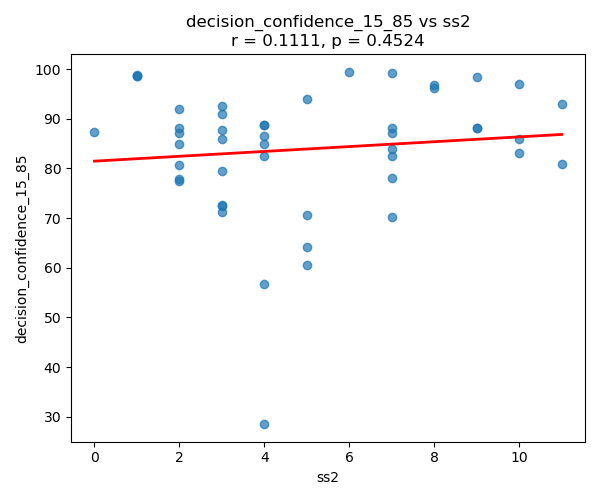 decision_confidence_15_85 vs ss2
r = 0.1111, p = 0.4524
100
90
80
70
60
50
40
30
decision_confidence_15_85
0 2 4 6 8 10
ss2